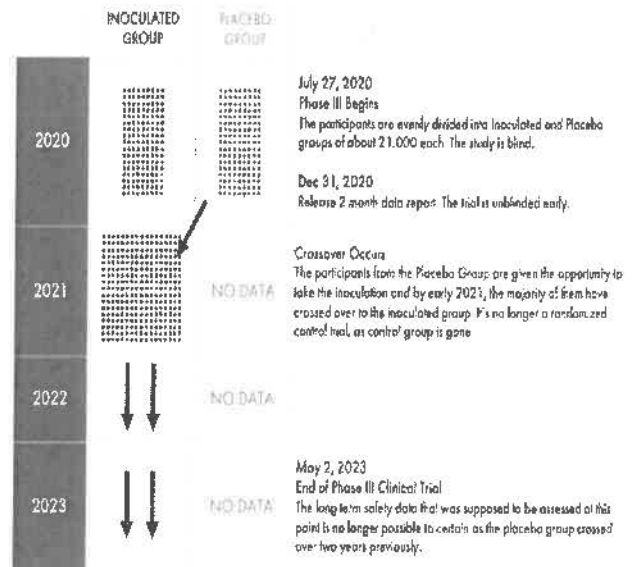 INOCULATED
GROUP
PLACEBO
GROUP
July 27, 2020
Phase III Begins
The participants are evenly divided into Inoculated and Placebo
groups of about 21.000 each. The study is blind.
2020
Dec 31, 2020
Release 2 month data report. The trial is unblinded early.
Crossover Occurs
The participants from the Placebo Group are given the opportunity to
take the inoculation and by early 2021, the majority of them have
crossed over to the inoculated group. It's no longer a randomized
control trial, as control group is gone
2021
NO DATA
2022
NO DATA
May 2, 2023
End of Phase III Clinical Trial
The long term safety data that was supposed to be assessed at this
point is no longer possible to certain as the placebo group crossed
over two years previously.
2023
NO DATA